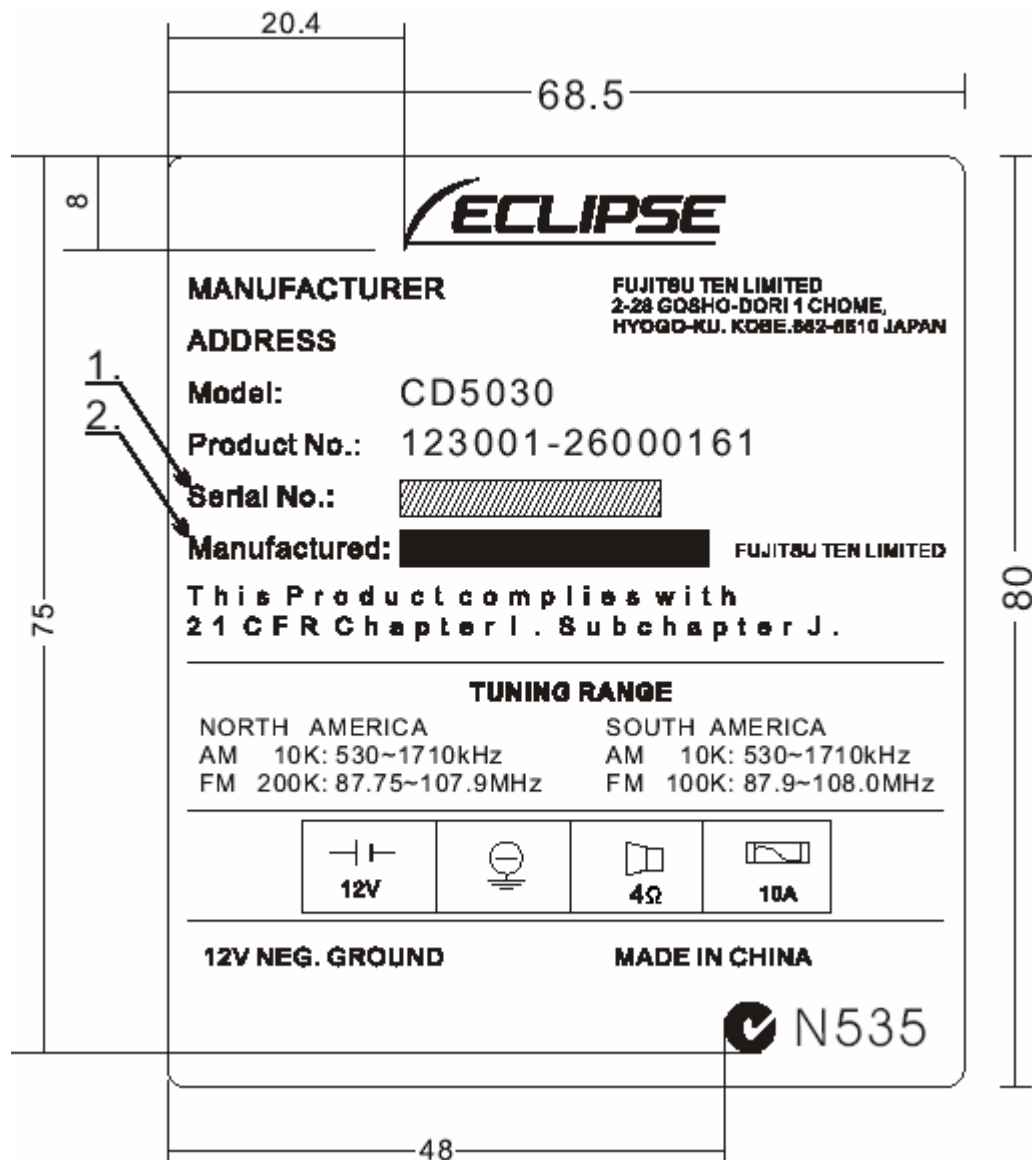 20.4
68.5
8
ECLIPSE
MANUFACTURER
FUJITSU TEN LIMITED
2-28 GOSHO-DORI 1 CHOME,
HYOGO-KU. KOBE.652-8510 JAPAN
ADDRESS
1.
Model: CD5030
2.
Product No.: 123001-26000161
Serial No.:
Manufactured: FUJITSU TEN LIMITED
This Product complies with
21 CFR Chapter I . Subchapter J.
75
80
TUNING RANGE
NORTH AMERICA SOUTH AMERICA
AM 10K: 530~1710kHz AM 10K: 530~1710kHz
FM 200K: 87.75~107.9MHz FM 100K: 87.9~108.0MHz
12V 4Ω 10A
12V NEG. GROUND MADE IN CHINA
N535
48